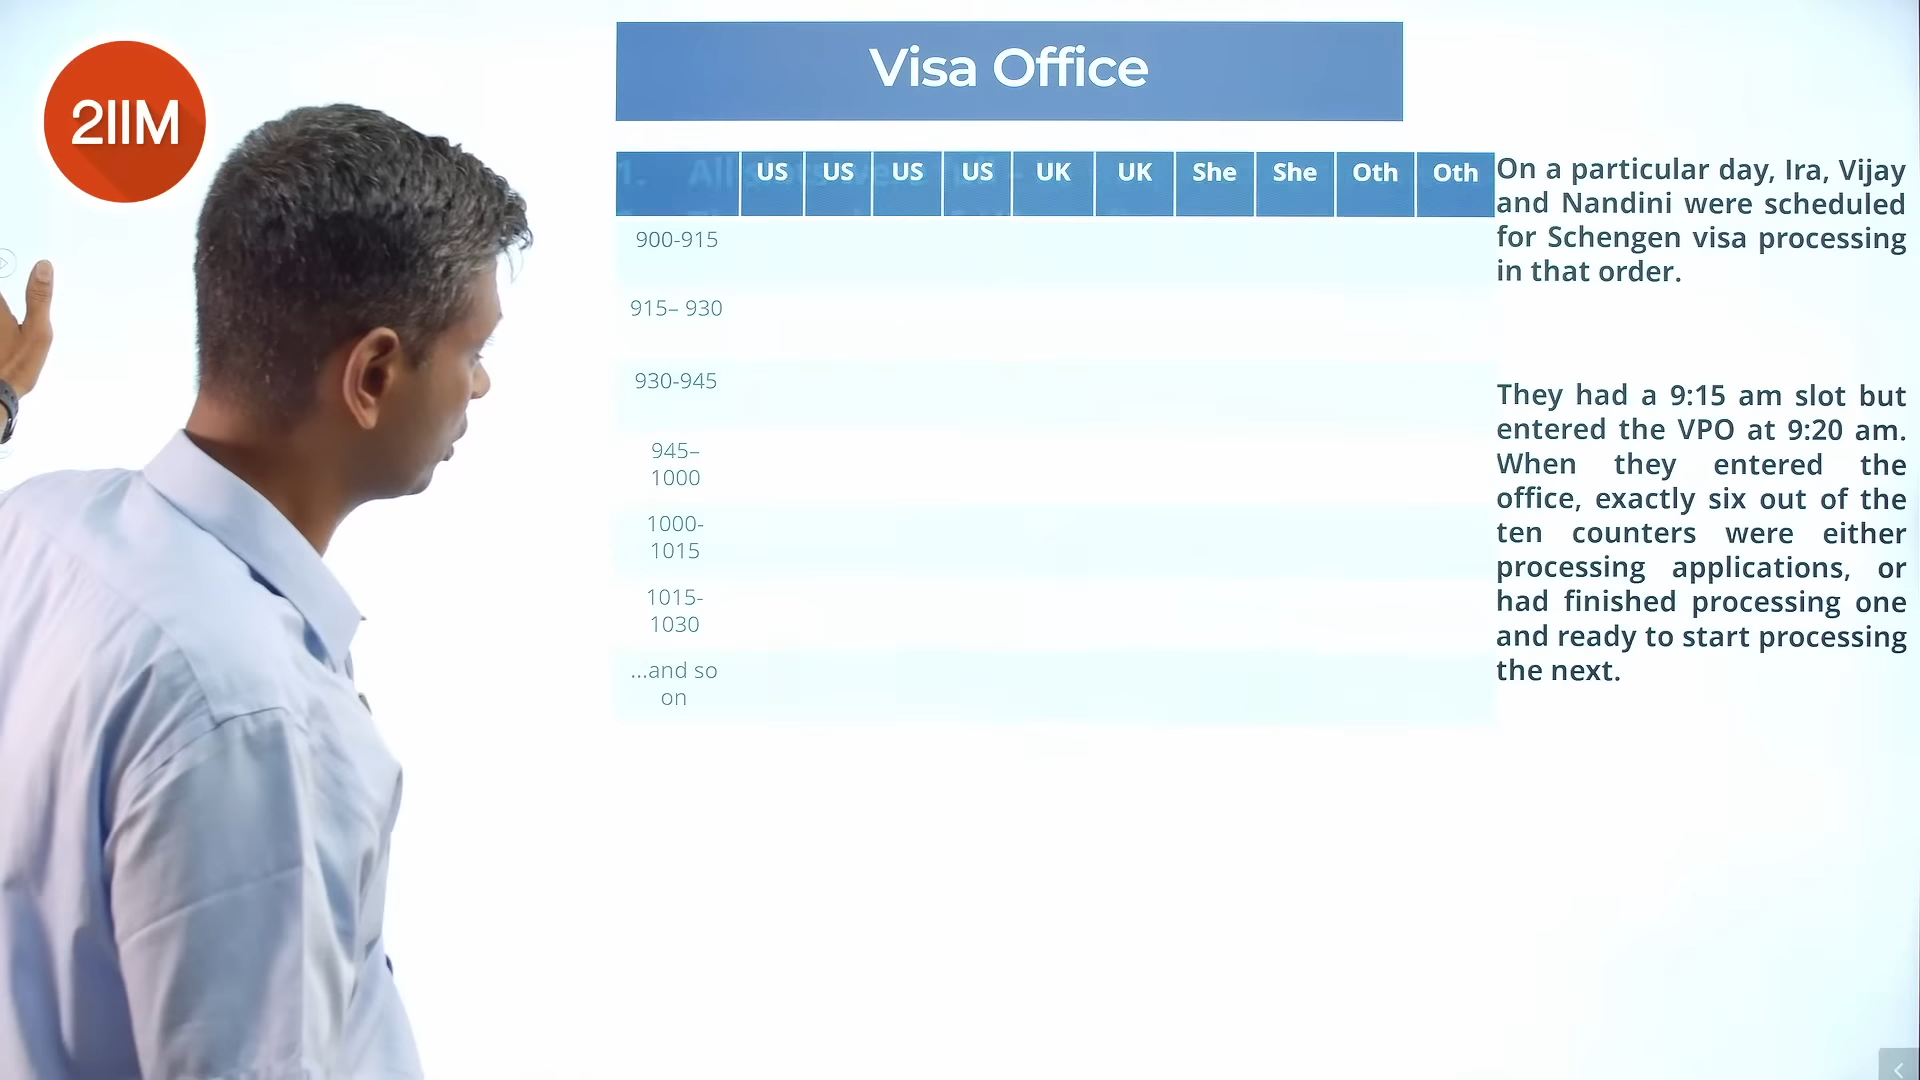 2IIM
Visa Office
US US US US UK UK She She Oth Oth
900-915
915– 930
930-945
945–
1000
1000-
1015
1015-
1030
...and so
on
On a particular day, Ira, Vijay
and Nandini were scheduled
for Schengen visa processing
in that order.
They had a 9:15 am slot but
entered the VPO at 9:20 am.
When they entered the
office, exactly six out of the
ten counters were either
processing applications, or
had finished processing one
and ready to start processing
the next.